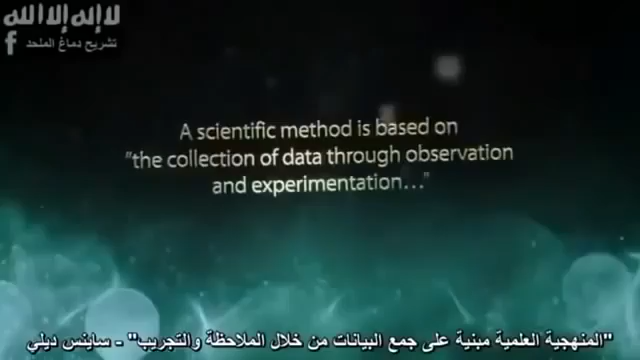 لا إله إلا الله
تشريح دماغ الملحد
A scientific method is based on
"the collection of data through observation
and experimentation..."
"المنهجية العلمية مبنية على جمع البيانات من خلال الملاحظة والتجريب" - ساينس ديلي